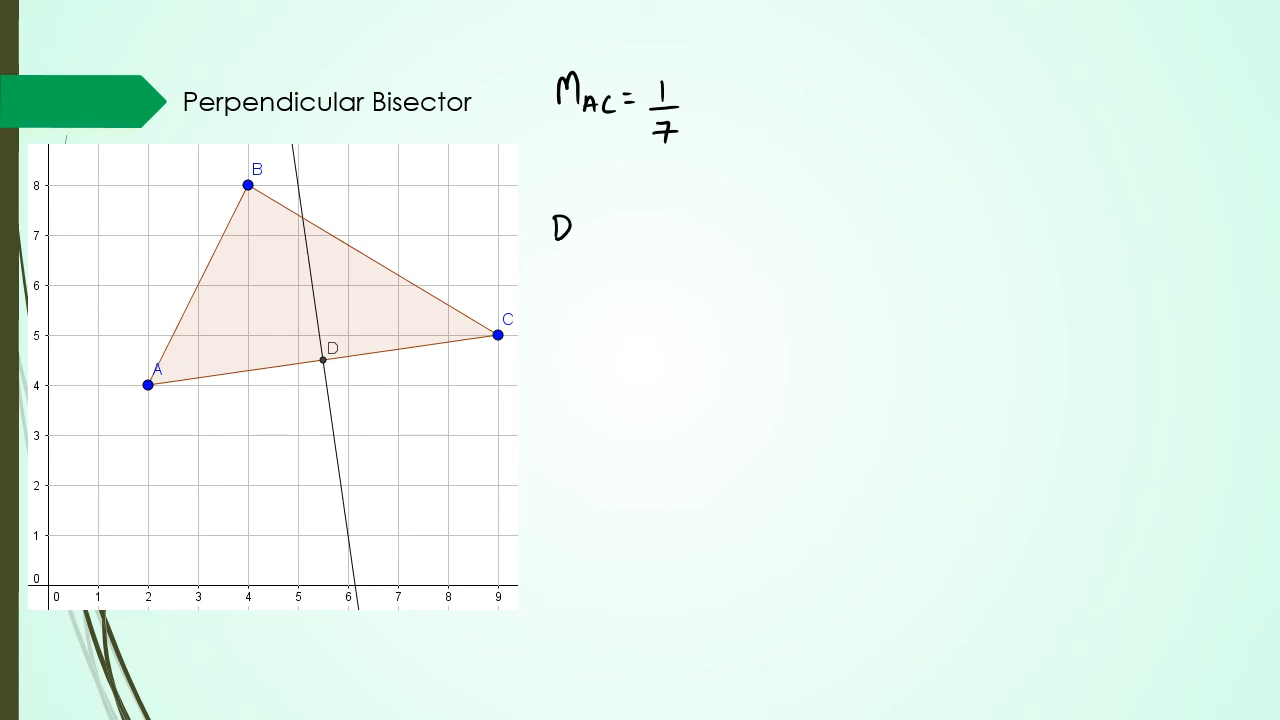 Perpendicular Bisector
M_AC = 1/7
D
B
8
7
6
C
5
D
A
4
3
2
1
0
0 1 2 3 4 5 6 7 8 9